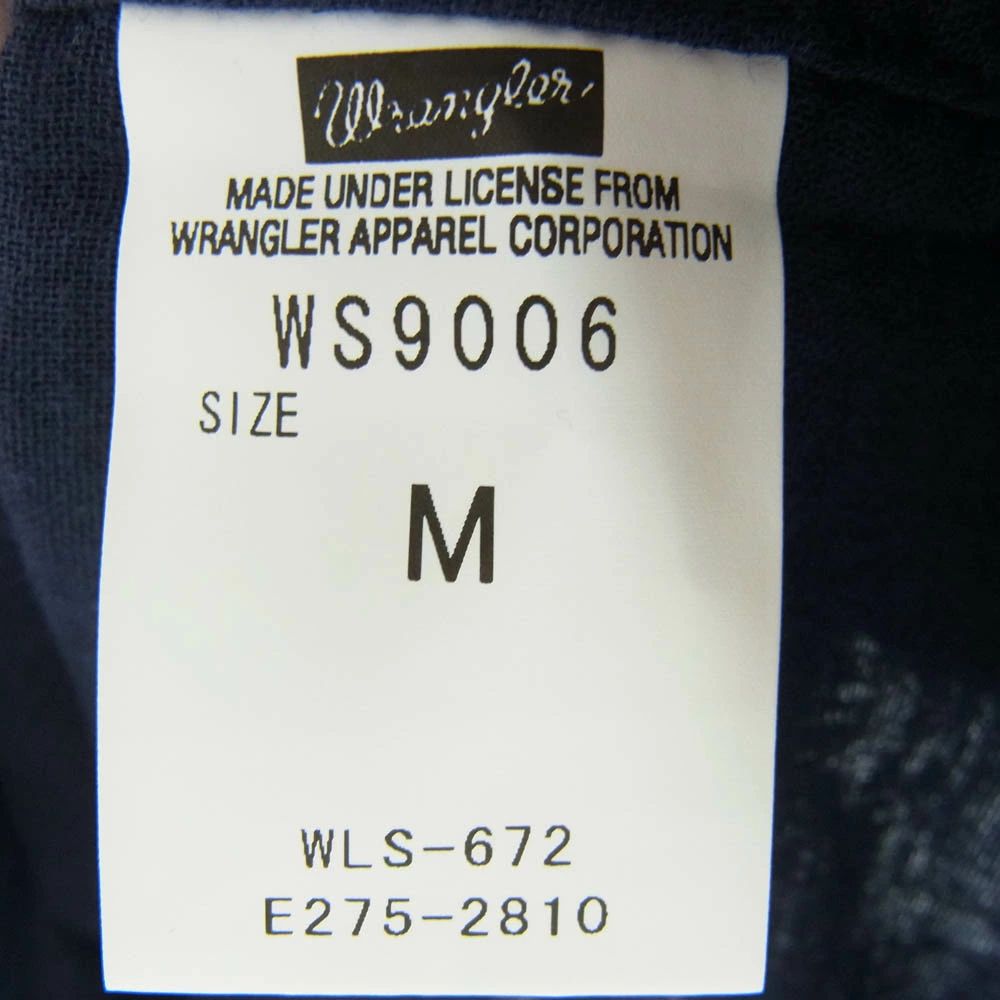 Wrangler
MADE UNDER LICENSE FROM
WRANGLER APPAREL CORPORATION
WS9006
SIZE
M
WLS-672
E275-2810